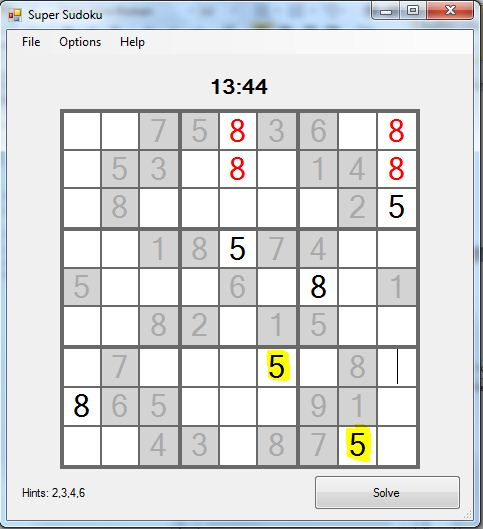 Super Sudoku
File Options Help
13:44
7 5 8 3 6 8
5 3 8 1 4 8
8 2 5
1 8 5 7 4
5 6 8 1
8 2 1 5
7 5 8
8 6 5 9 1
4 3 8 7 5
Hints: 2,3,4,6 Solve